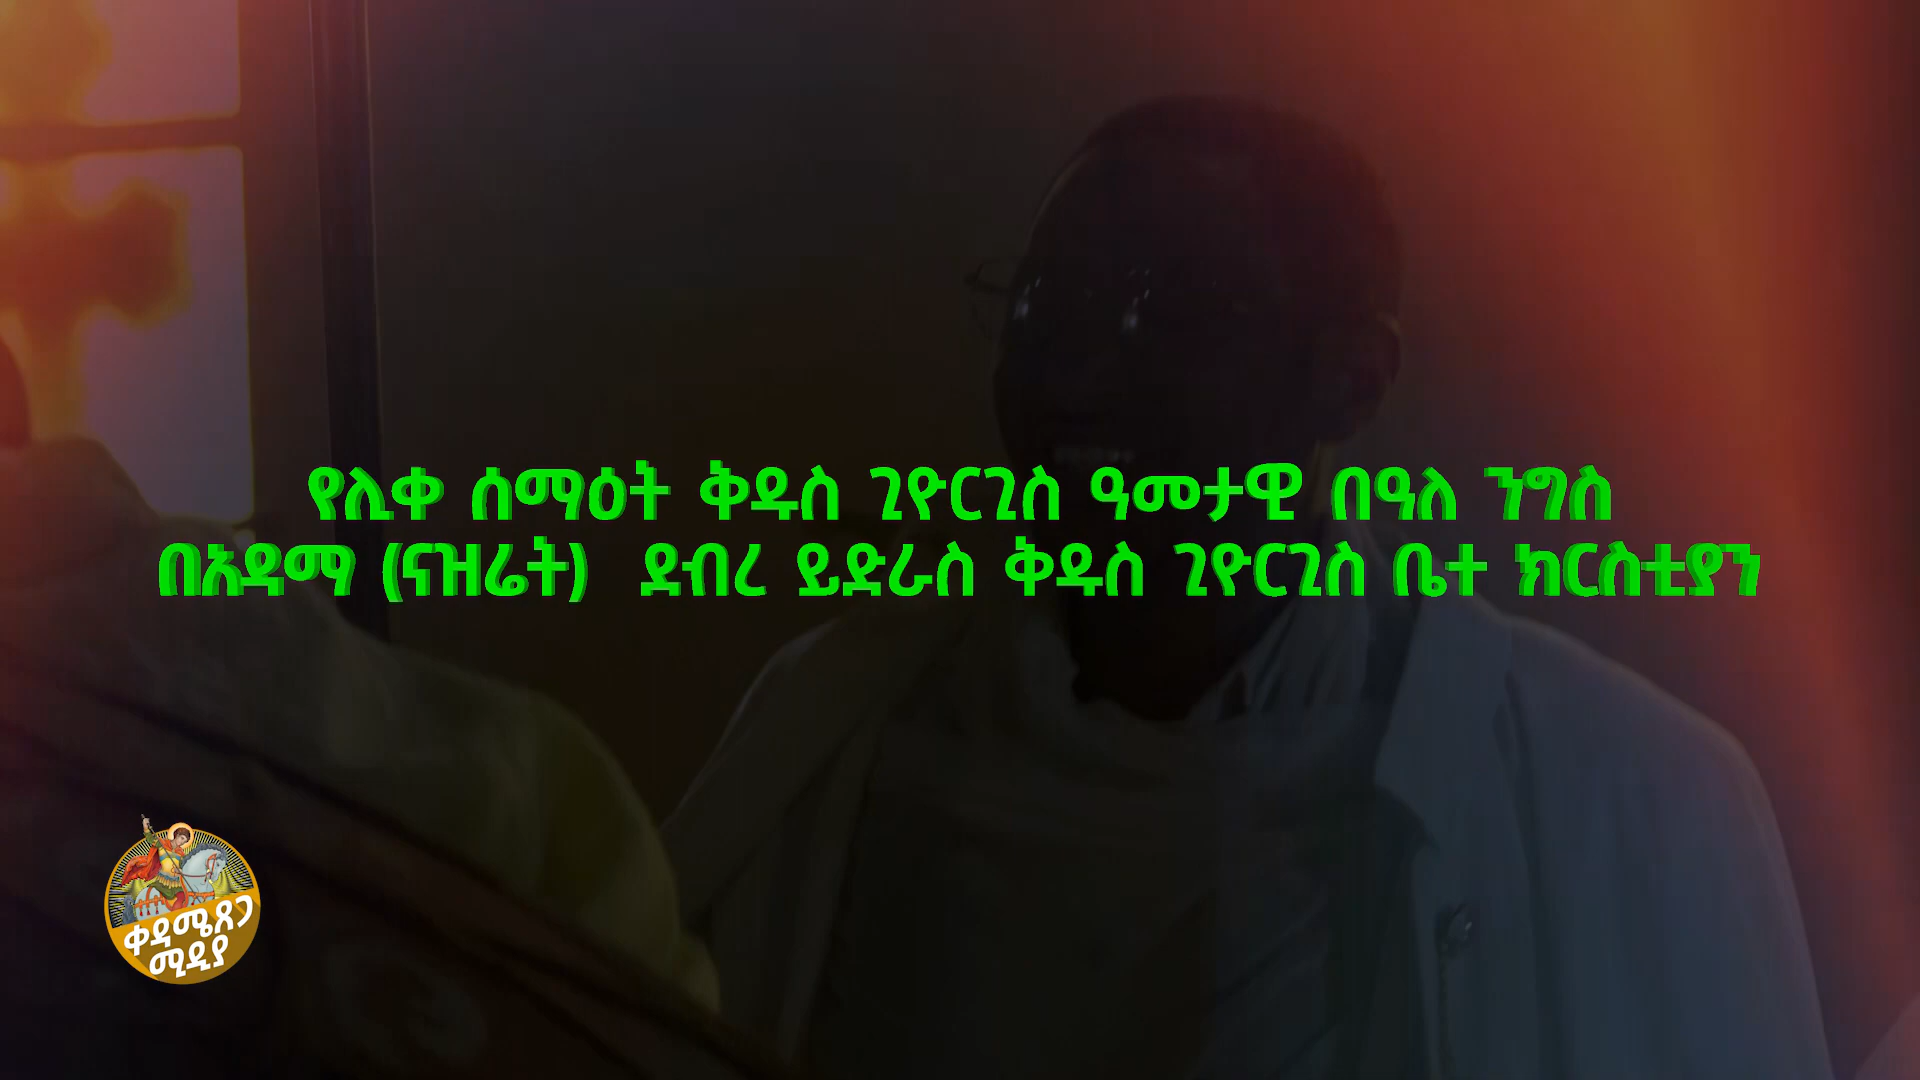 የሊቀ ሰማዕት ቅዱስ ጊዮርጊስ ዓመታዊ በዓለ ንግስ
በአዳማ (ናዝሬት) ደብረ ይድራስ ቅዱስ ጊዮርጊስ ቤተ ክርስቲያን
ቀዳሜጸጋ
ሚዲያ